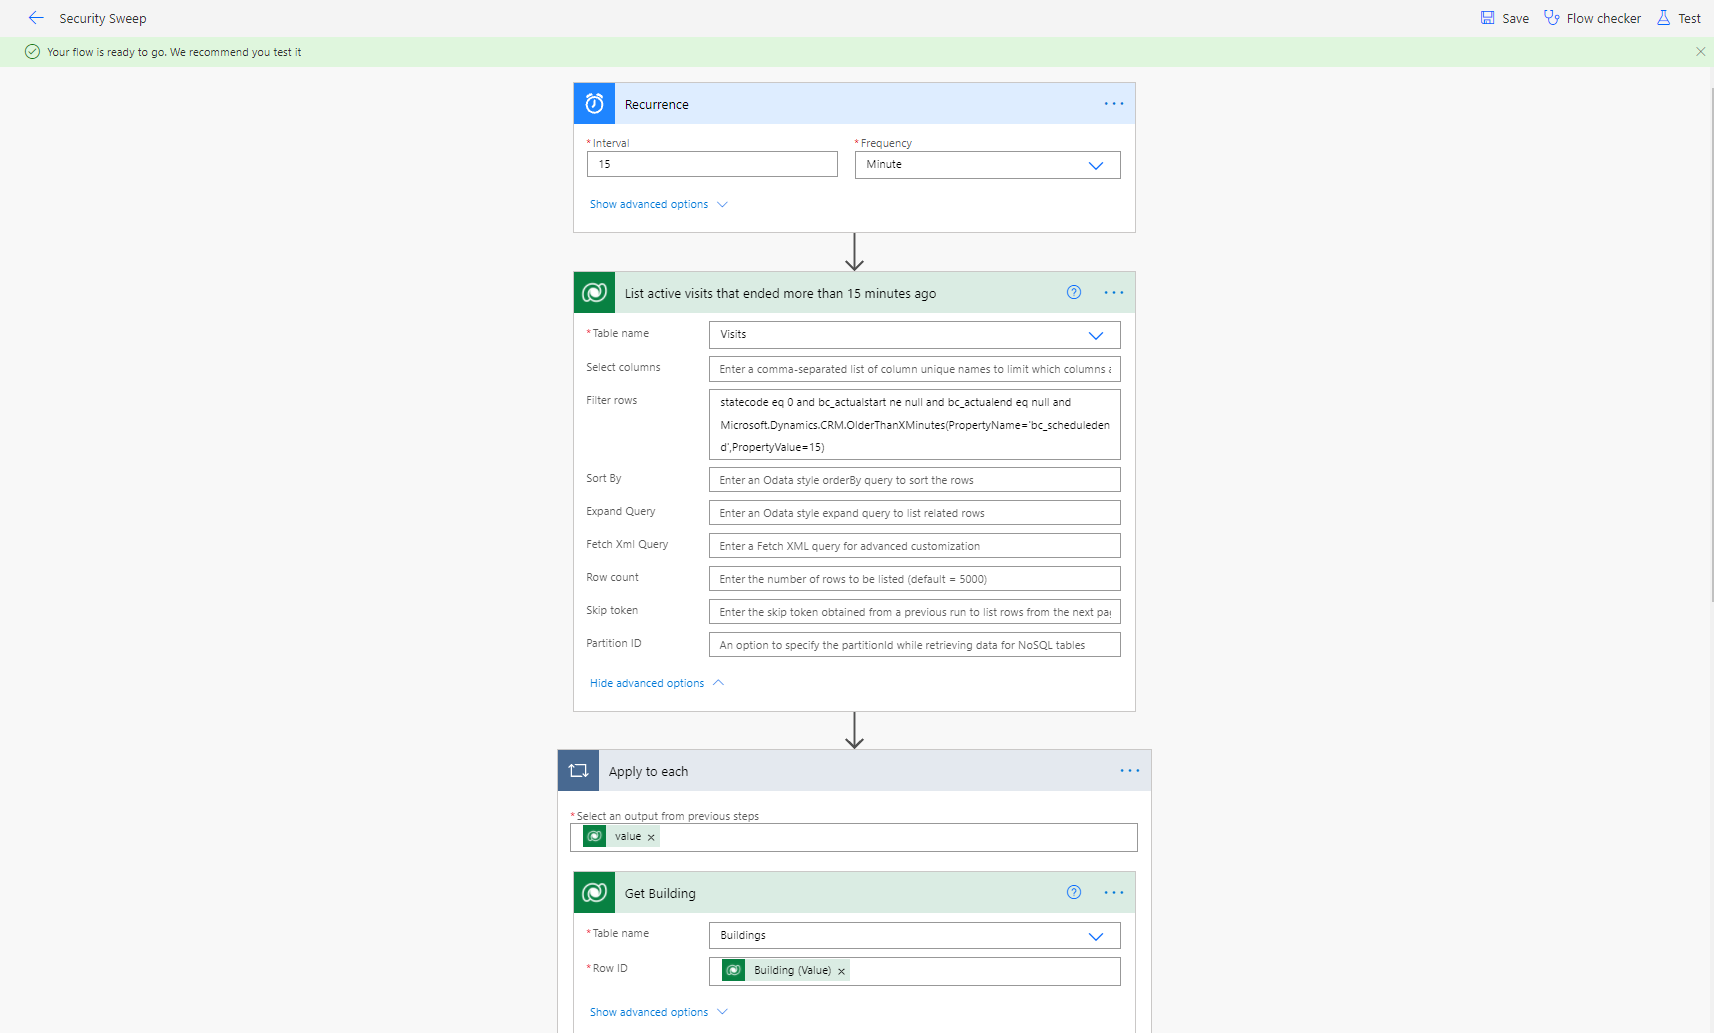 Security Sweep
Save
Flow checker
Test
Your flow is ready to go. We recommend you test it
Recurrence
* Interval
* Frequency
15
Minute
Show advanced options
List active visits that ended more than 15 minutes ago
* Table name
Visits
Select columns
Enter a comma-separated list of column unique names to limit which columns a
Filter rows
statecode eq 0 and bc_actualstart ne null and bc_actualend eq null and
Microsoft.Dynamics.CRM.OlderThanXMinutes(PropertyName='bc_scheduleden
d',PropertyValue=15)
Sort By
Enter an Odata style orderBy query to sort the rows
Expand Query
Enter an Odata style expand query to list related rows
Fetch Xml Query
Enter a Fetch XML query for advanced customization
Row count
Enter the number of rows to be listed (default = 5000)
Skip token
Enter the skip token obtained from a previous run to list rows from the next pag
Partition ID
An option to specify the partitionId while retrieving data for NoSQL tables
Hide advanced options
Apply to each
* Select an output from previous steps
value
Get Building
* Table name
Buildings
* Row ID
Building (Value)
Show advanced options